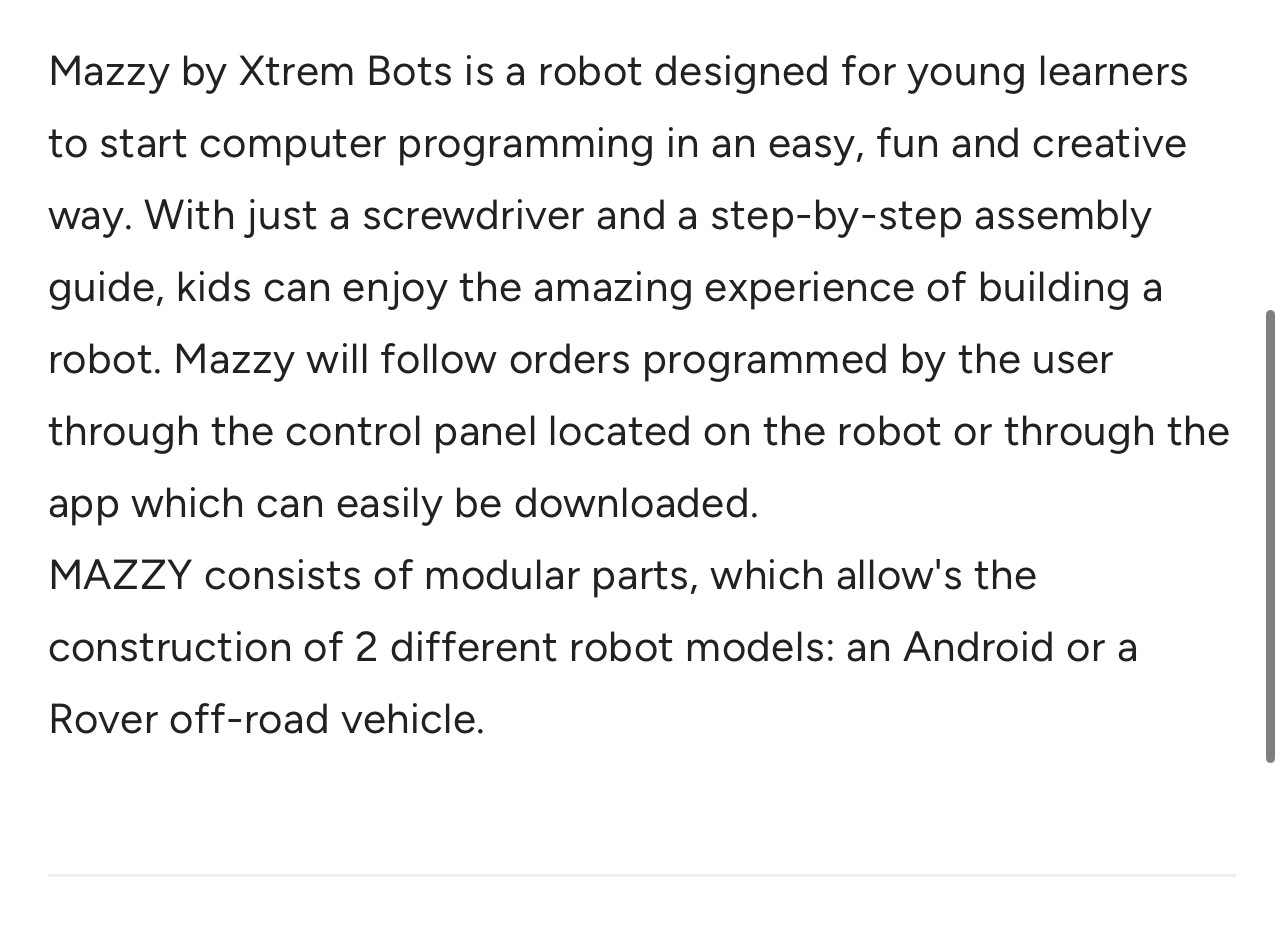 Mazzy by Xtrem Bots is a robot designed for young learners
to start computer programming in an easy, fun and creative
way. With just a screwdriver and a step-by-step assembly
guide, kids can enjoy the amazing experience of building a
robot. Mazzy will follow orders programmed by the user
through the control panel located on the robot or through the
app which can easily be downloaded.
MAZZY consists of modular parts, which allow's the
construction of 2 different robot models: an Android or a
Rover off-road vehicle.